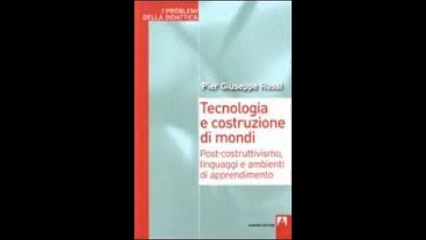 I PROBLEMI
DELLA DIDATTICA
Pier Giuseppe Rossi
Tecnologia
e costruzione
di mondi
Post-costruttivismo,
linguaggi e ambienti
di apprendimento